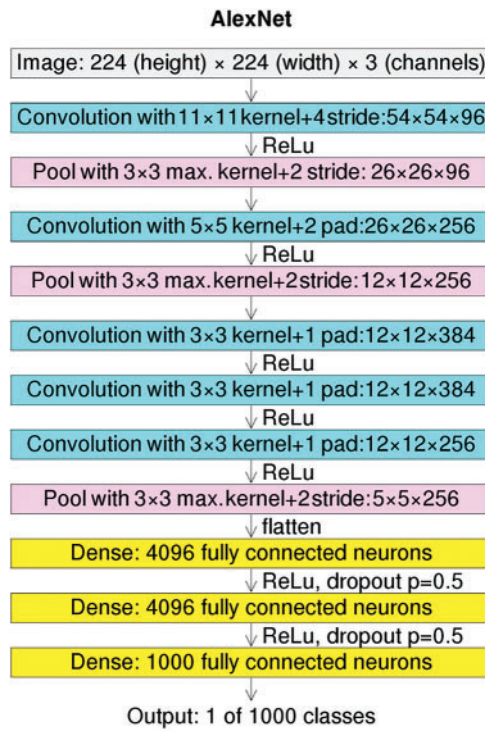 AlexNet
Image: 224 (height) × 224 (width) × 3 (channels)
Convolution with 11×11 kernel+4 stride:54×54×96
ReLu
Pool with 3×3 max. kernel+2 stride: 26×26×96
Convolution with 5×5 kernel+2 pad:26×26×256
ReLu
Pool with 3×3 max.kernel+2stride:12×12×256
Convolution with 3×3 kernel+1 pad:12×12×384
ReLu
Convolution with 3×3 kernel+1 pad:12×12×384
ReLu
Convolution with 3×3 kernel+1 pad:12×12×256
ReLu
Pool with 3×3 max.kernel+2stride:5×5×256
flatten
Dense: 4096 fully connected neurons
ReLu, dropout p=0.5
Dense: 4096 fully connected neurons
ReLu, dropout p=0.5
Dense: 1000 fully connected neurons
Output: 1 of 1000 classes